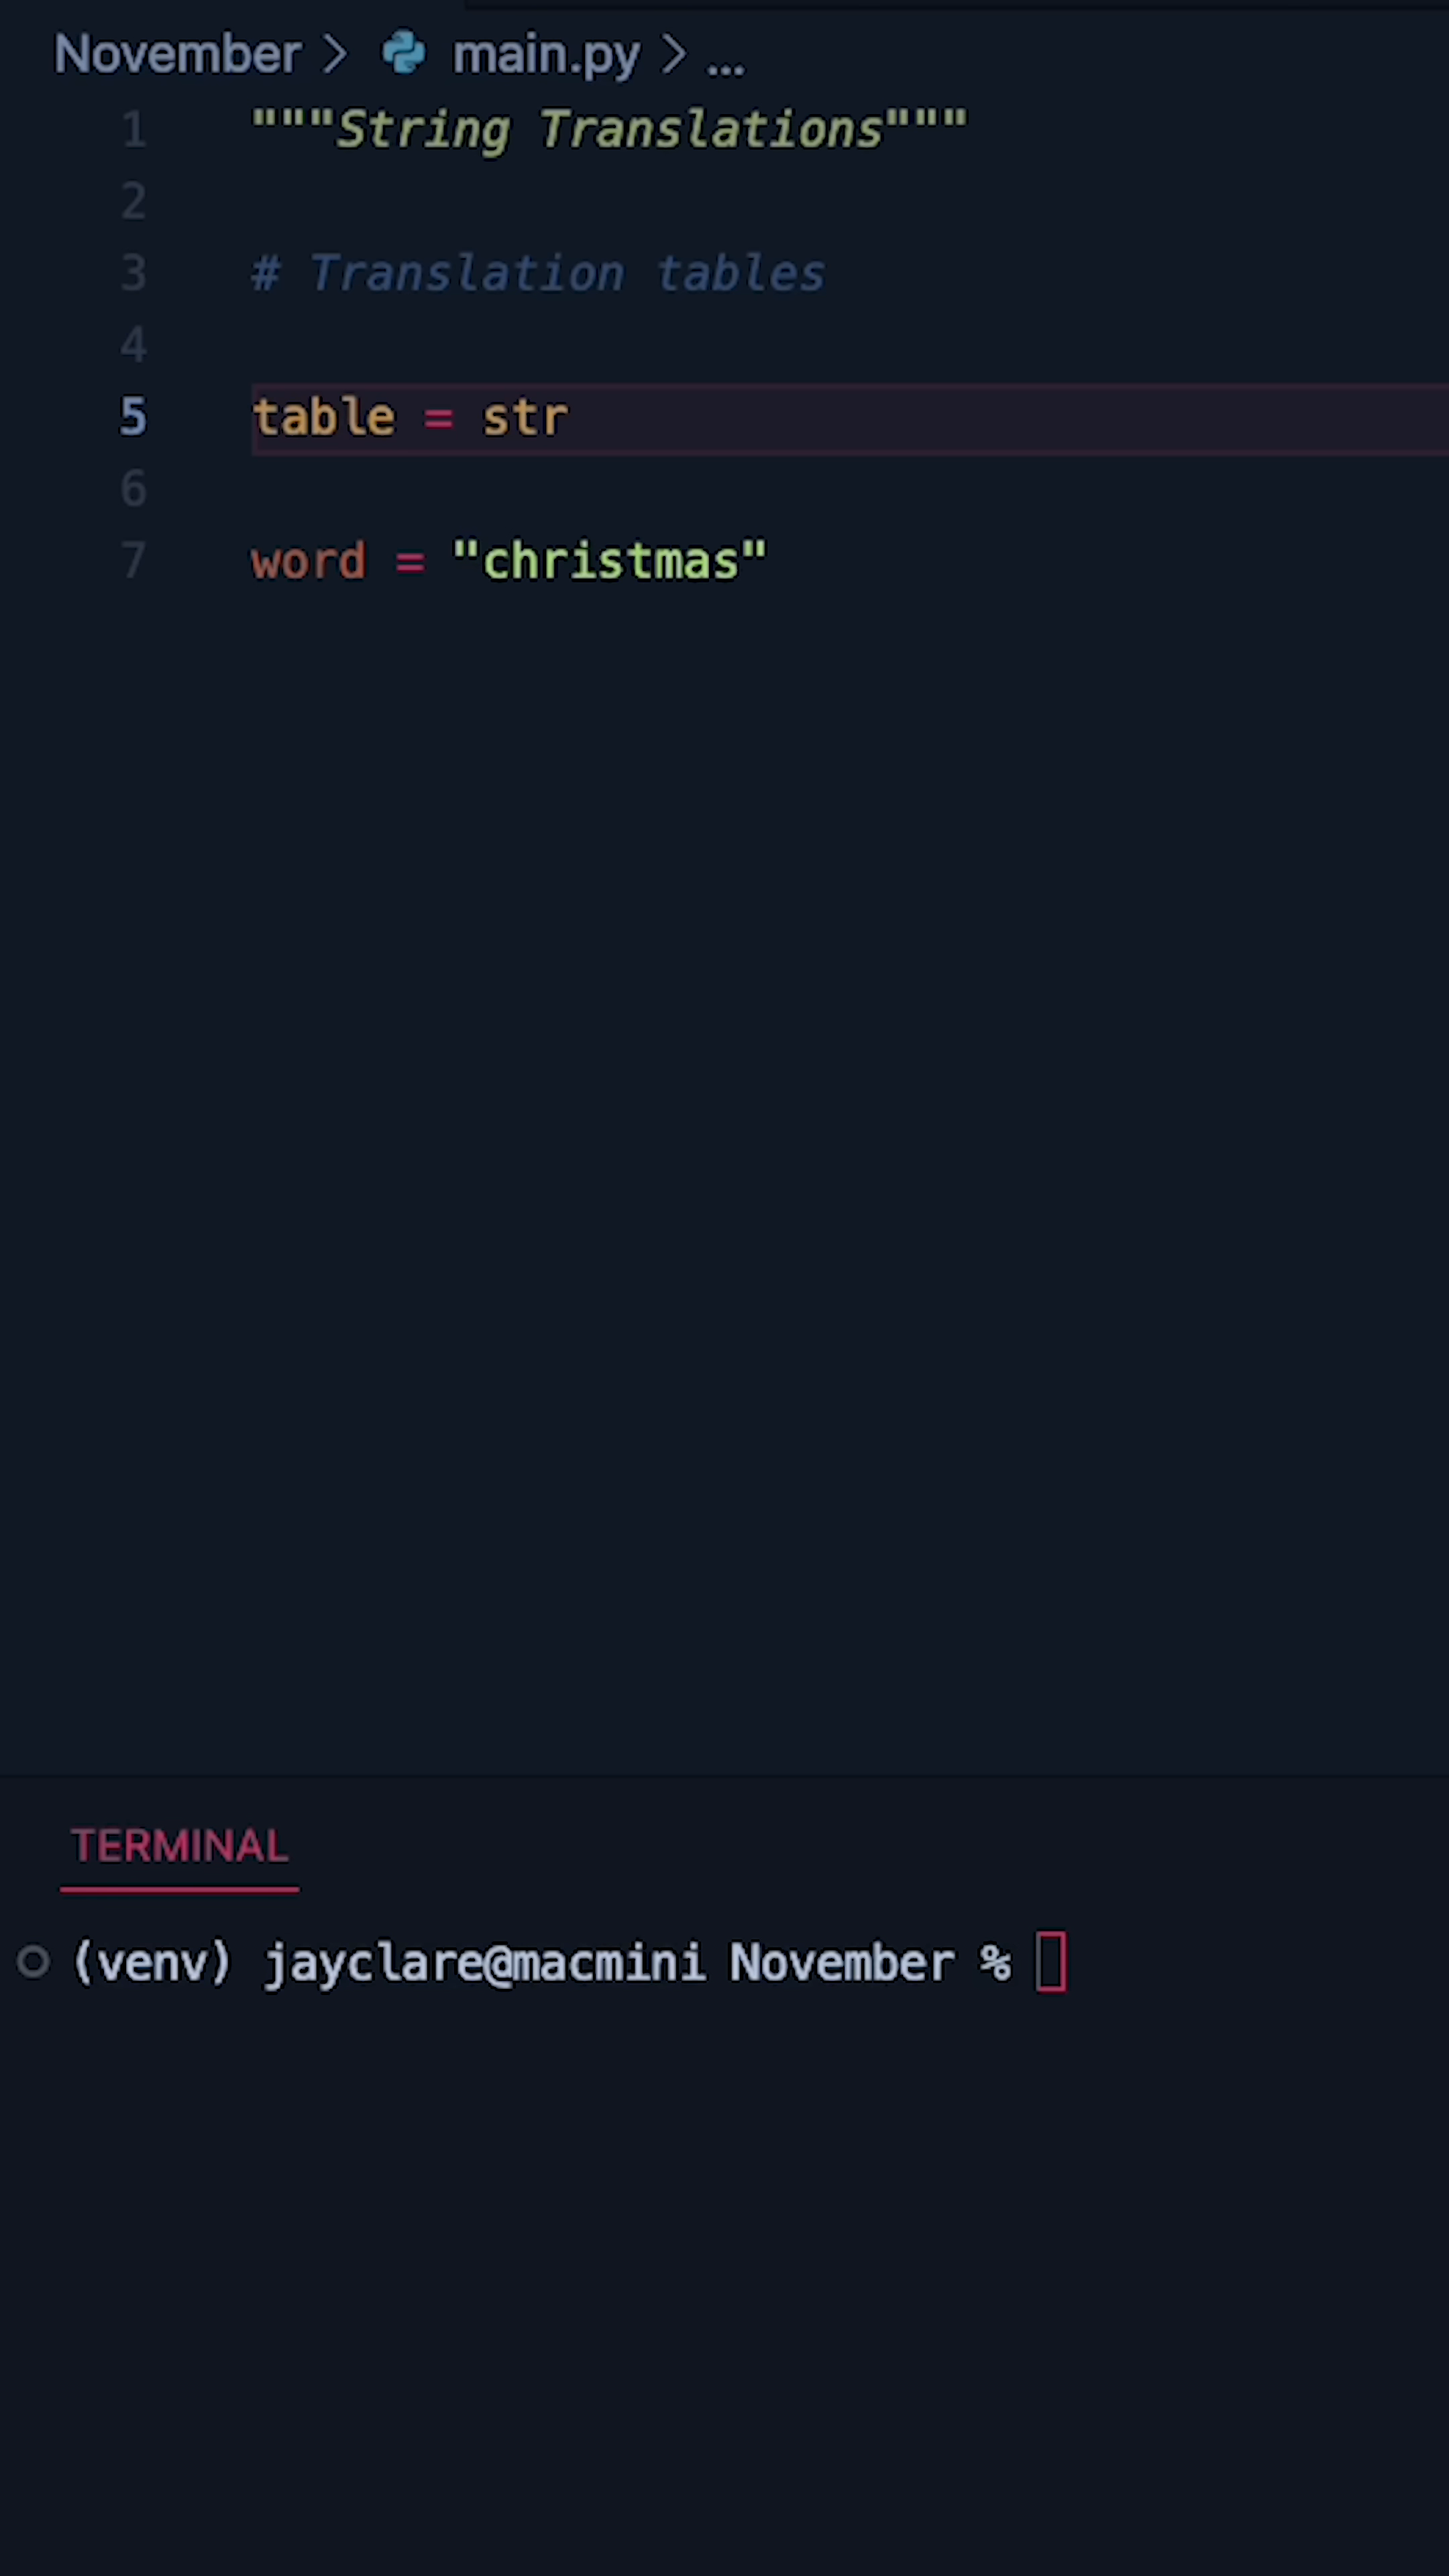 November > main.py > ...
1 """String Translations"""
2
3 # Translation tables
4
5 table = str
6
7 word = "christmas"
TERMINAL
(venv) jayclare@macmini November %